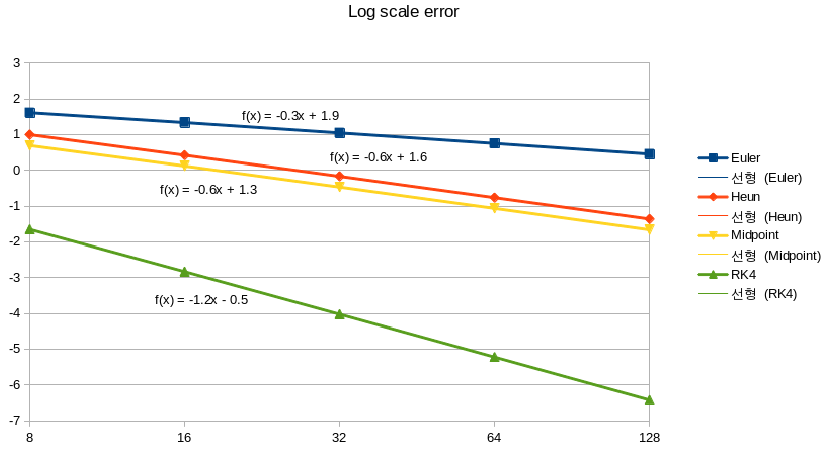 Log scale error
3
2
1
0
-1
-2
-3
-4
-5
-6
-7
8
16
32
64
128
f(x) = -0.3x + 1.9
f(x) = -0.6x + 1.6
f(x) = -0.6x + 1.3
f(x) = -1.2x - 0.5
Euler
선형 (Euler)
Heun
선형 (Heun)
Midpoint
선형 (Midpoint)
RK4
선형 (RK4)